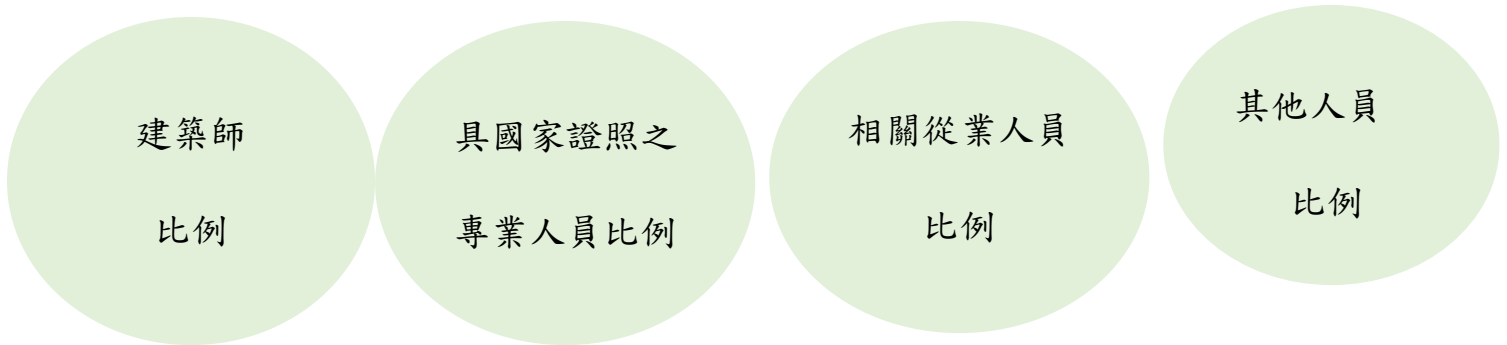 建築師
比例
具國家證照之
專業人員比例
相關從業人員
比例
其他人員
比例